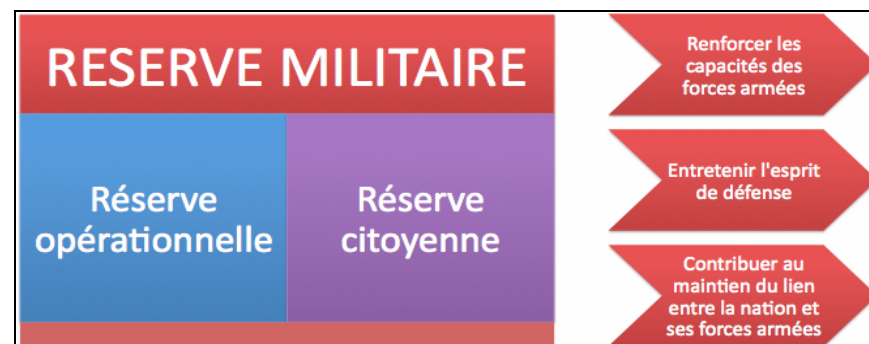 RESERVE MILITAIRE
Réserve
opérationnelle
Réserve
citoyenne
Renforcer les
capacités des
forces armées
Entretenir l'esprit
de défense
Contribuer au
maintien du lien
entre la nation et
ses forces armées